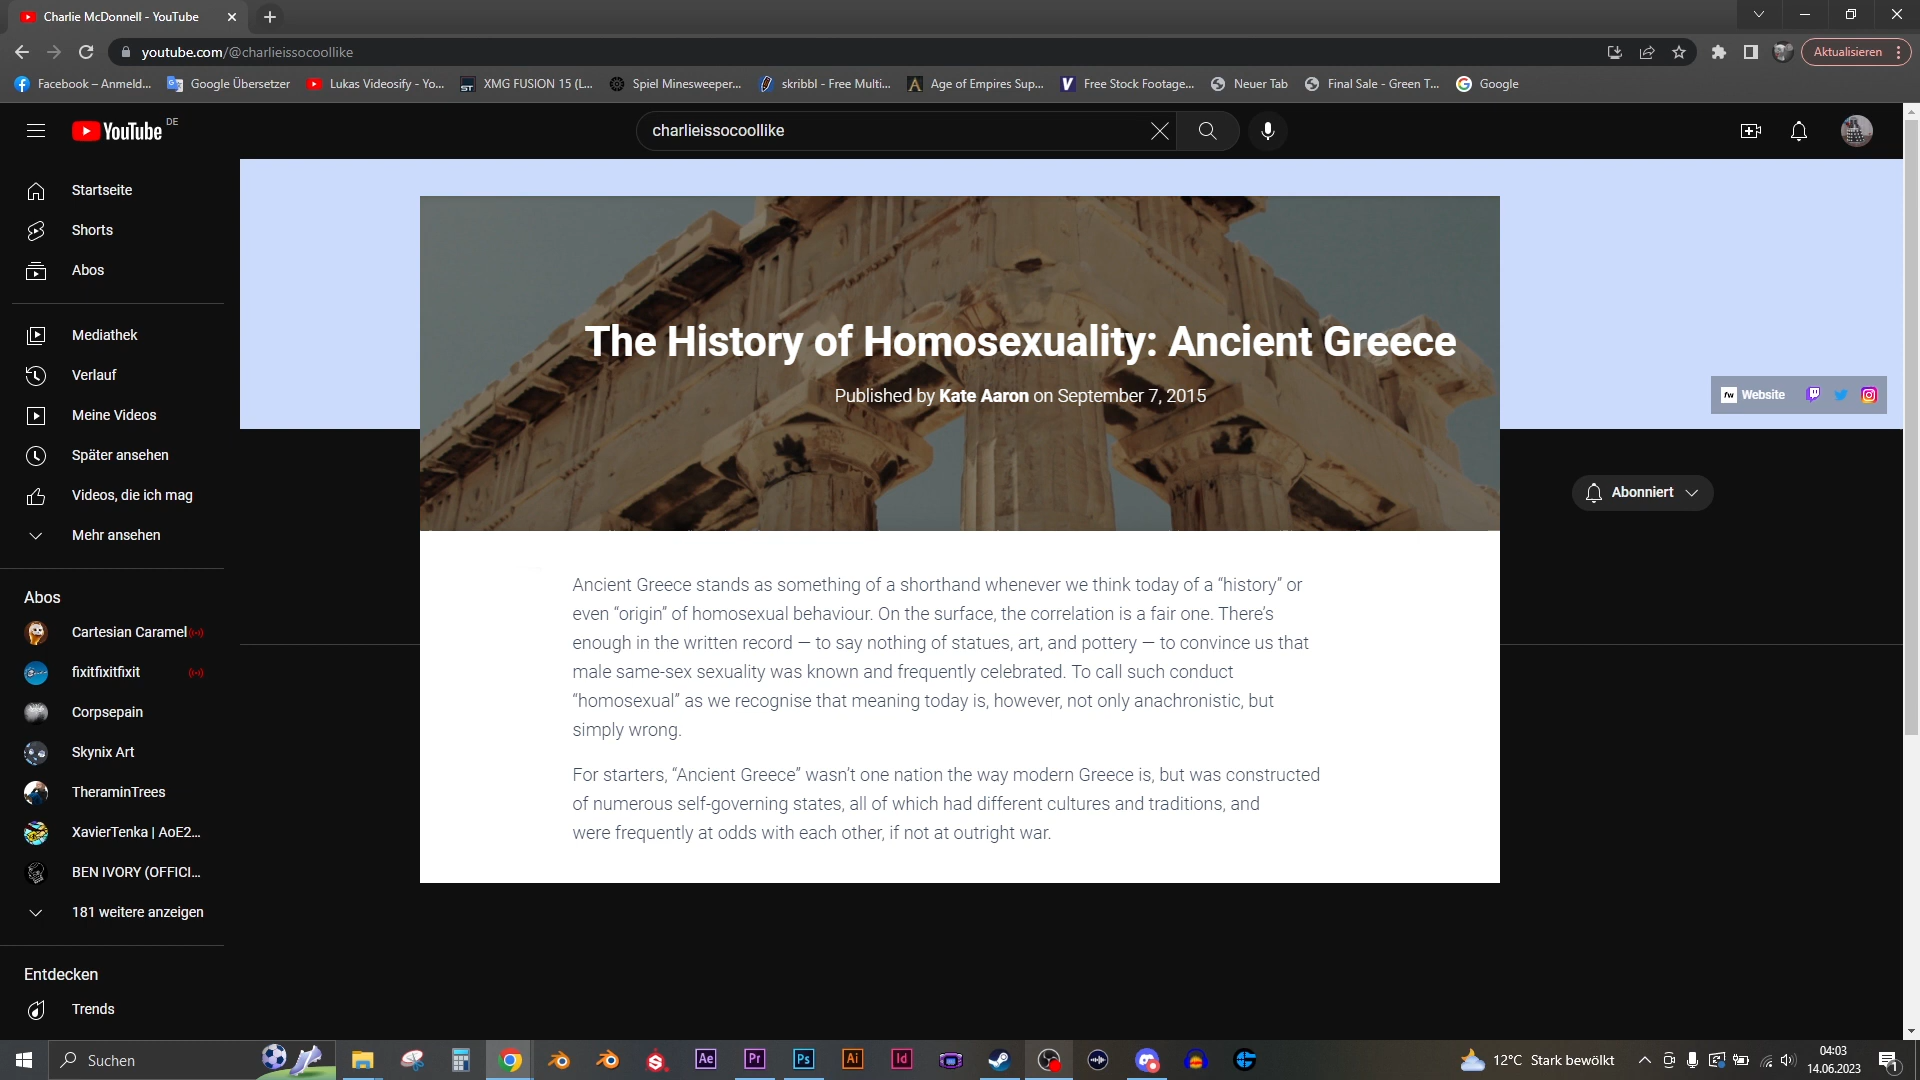 Charlie McDonnell - YouTube
youtube.com/@charlieissocoollike
Aktualisieren
Facebook – Anmeld...
Google Übersetzer
Lukas Videosify - Yo...
XMG FUSION 15 (L...
Spiel Minesweeper...
skribbl - Free Multi...
Age of Empires Sup...
Free Stock Footage...
Neuer Tab
Final Sale - Green T...
Google
YouTube DE
charlieissocoollike
Startseite
Shorts
Abos
Mediathek
Verlauf
Meine Videos
Später ansehen
Videos, die ich mag
Mehr ansehen
Abos
Cartesian Caramel
fixitfixitfixit
Corpsepain
Skynix Art
TheraminTrees
XavierTenka | AoE2...
BEN IVORY (OFFICI...
181 weitere anzeigen
Entdecken
Trends
The History of Homosexuality: Ancient Greece
Published by Kate Aaron on September 7, 2015
Website
Abonniert
Ancient Greece stands as something of a shorthand whenever we think today of a “history” or
even “origin” of homosexual behaviour. On the surface, the correlation is a fair one. There’s
enough in the written record — to say nothing of statues, art, and pottery — to convince us that
male same-sex sexuality was known and frequently celebrated. To call such conduct
“homosexual” as we recognise that meaning today is, however, not only anachronistic, but
simply wrong.
For starters, “Ancient Greece” wasn’t one nation the way modern Greece is, but was constructed
of numerous self-governing states, all of which had different cultures and traditions, and
were frequently at odds with each other, if not at outright war.
Suchen
Ae
Pr
Ps
Ai
Id
12°C Stark bewölkt
04:03
14.06.2023
1